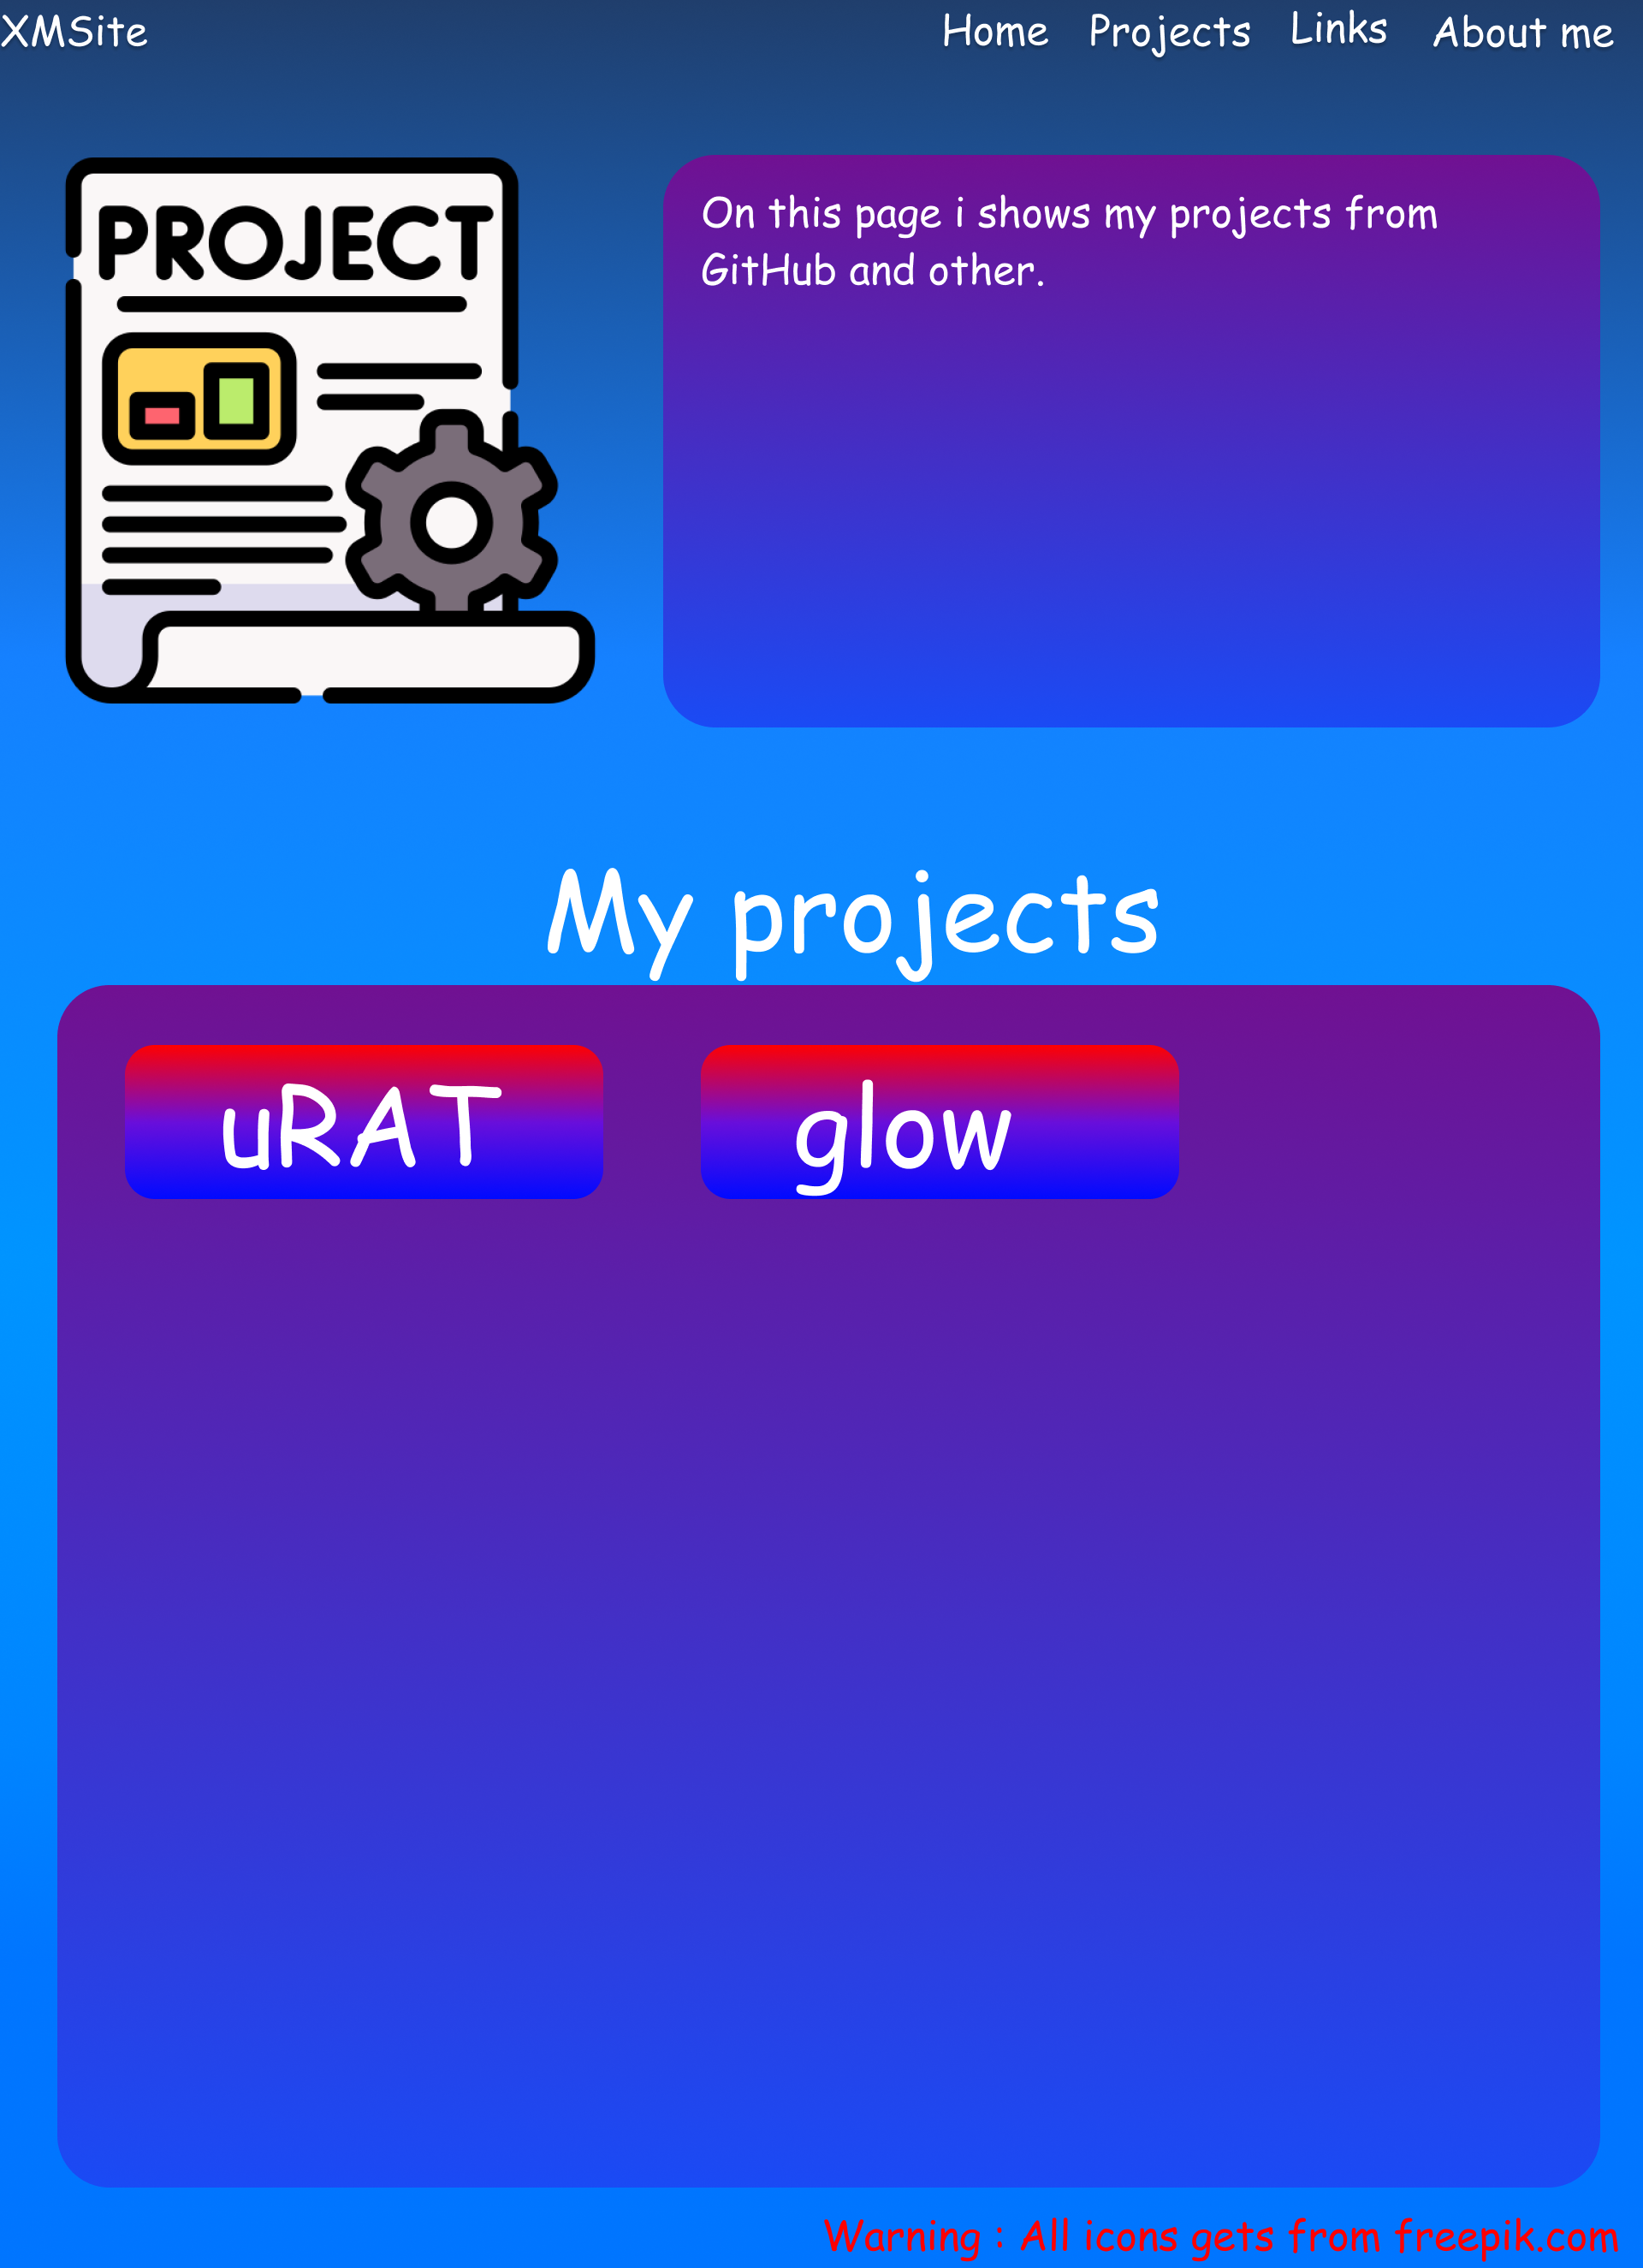 XMSite
Home Projects Links About me
PROJECT
On this page i shows my projects from
GitHub and other.
My projects
uRAT
glow
Warning : All icons gets from freepik.com